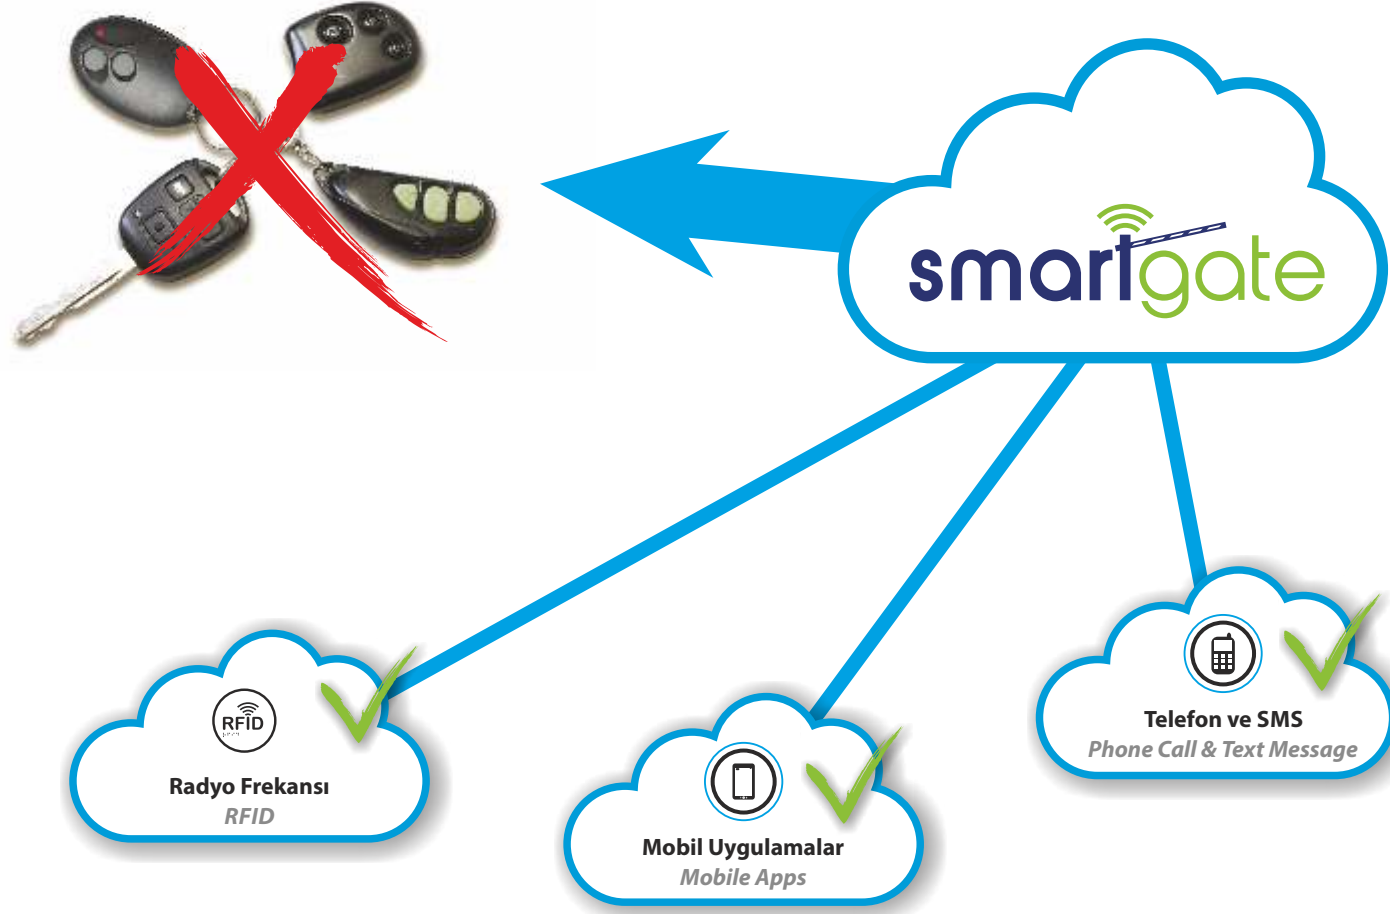 smartgate
Telefon ve SMS
Phone Call & Text Message
RFID
Radyo Frekansı
RFID
Mobil Uygulamalar
Mobile Apps